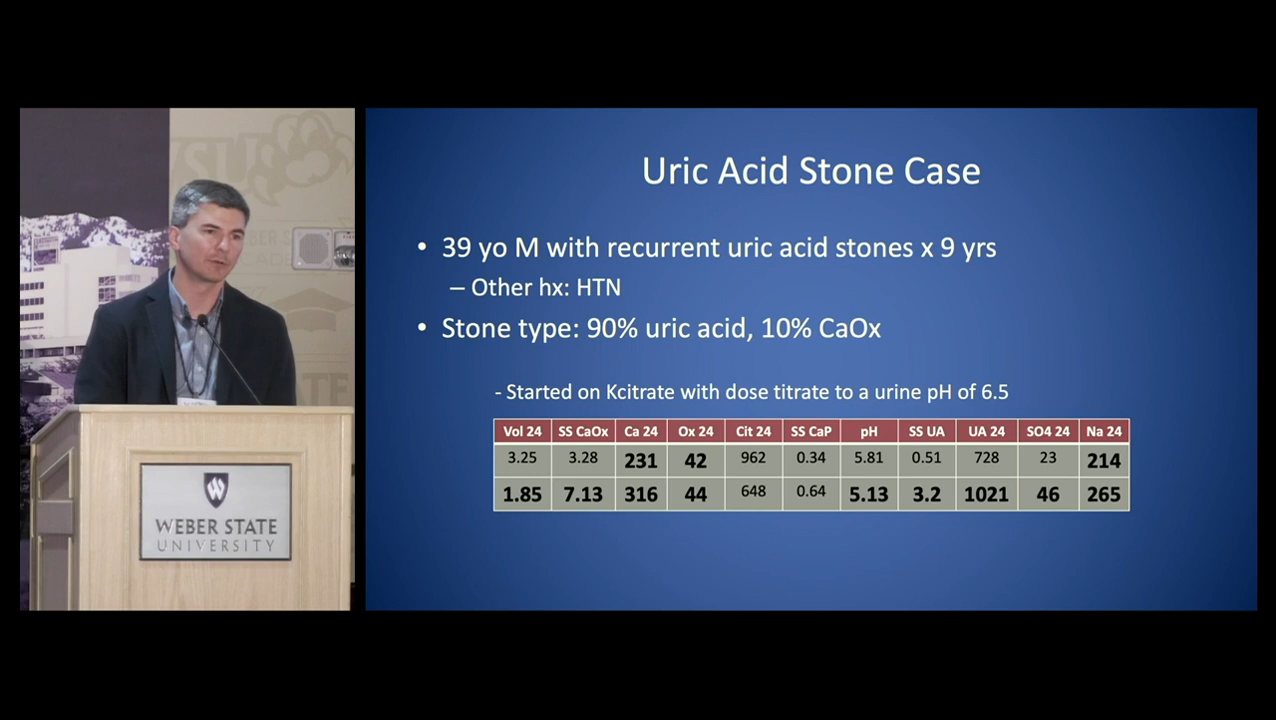 Uric Acid Stone Case
• 39 yo M with recurrent uric acid stones x 9 yrs
– Other hx: HTN
• Stone type: 90% uric acid, 10% CaOx
- Started on Kcitrate with dose titrate to a urine pH of 6.5
Vol 24 SS CaOx Ca 24 Ox 24 Cit 24 SS CaP pH SS UA UA 24 SO4 24 Na 24
3.25 3.28 231 42 962 0.34 5.81 0.51 728 23 214
1.85 7.13 316 44 648 0.64 5.13 3.2 1021 46 265
W
WEBER STATE
UNIVERSITY